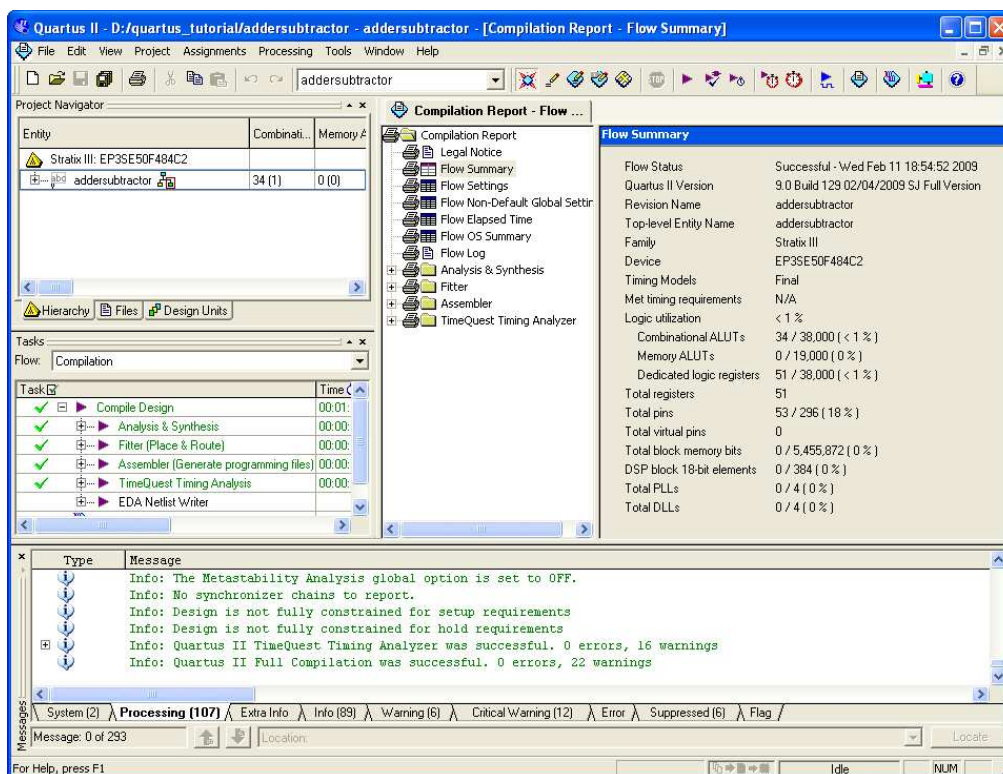 Quartus II - D:/quartus_tutorial/addersubtractor - addersubtractor - [Compilation Report - Flow Summary]
File Edit View Project Assignments Processing Tools Window Help
addersubtractor
Project Navigator
Entity Combinati... Memory A
Stratix III: EP3SE50F484C2
addersubtractor 34 (1) 0 (0)
Hierarchy Files Design Units
Tasks
Flow: Compilation
Task Time (
Compile Design 00:01:
Analysis & Synthesis 00:00:
Fitter (Place & Route) 00:00:
Assembler (Generate programming files) 00:00:
TimeQuest Timing Analysis 00:00:
EDA Netlist Writer
Compilation Report - Flow ...
Compilation Report
Legal Notice
Flow Summary
Flow Settings
Flow Non-Default Global Settin
Flow Elapsed Time
Flow OS Summary
Flow Log
Analysis & Synthesis
Fitter
Assembler
TimeQuest Timing Analyzer
Flow Summary
Flow Status Successful - Wed Feb 11 18:54:52 2009
Quartus II Version 9.0 Build 129 02/04/2009 SJ Full Version
Revision Name addersubtractor
Top-level Entity Name addersubtractor
Family Stratix III
Device EP3SE50F484C2
Timing Models Final
Met timing requirements N/A
Logic utilization < 1 %
Combinational ALUTs 34 / 38,000 ( < 1 % )
Memory ALUTs 0 / 19,000 ( 0 % )
Dedicated logic registers 51 / 38,000 ( < 1 % )
Total registers 51
Total pins 53 / 296 ( 18 % )
Total virtual pins 0
Total block memory bits 0 / 5,455,872 ( 0 % )
DSP block 18-bit elements 0 / 384 ( 0 % )
Total PLLs 0 / 4 ( 0 % )
Total DLLs 0 / 4 ( 0 % )
Type Message
Info: The Metastability Analysis global option is set to OFF.
Info: No synchronizer chains to report.
Info: Design is not fully constrained for setup requirements
Info: Design is not fully constrained for hold requirements
Info: Quartus II TimeQuest Timing Analyzer was successful. 0 errors, 16 warnings
Info: Quartus II Full Compilation was successful. 0 errors, 22 warnings
System (2) Processing (107) Extra Info Info (89) Warning (6) Critical Warning (12) Error Suppressed (6) Flag
Messages
Message: 0 of 293 Location: Locate
For Help, press F1 Idle NUM